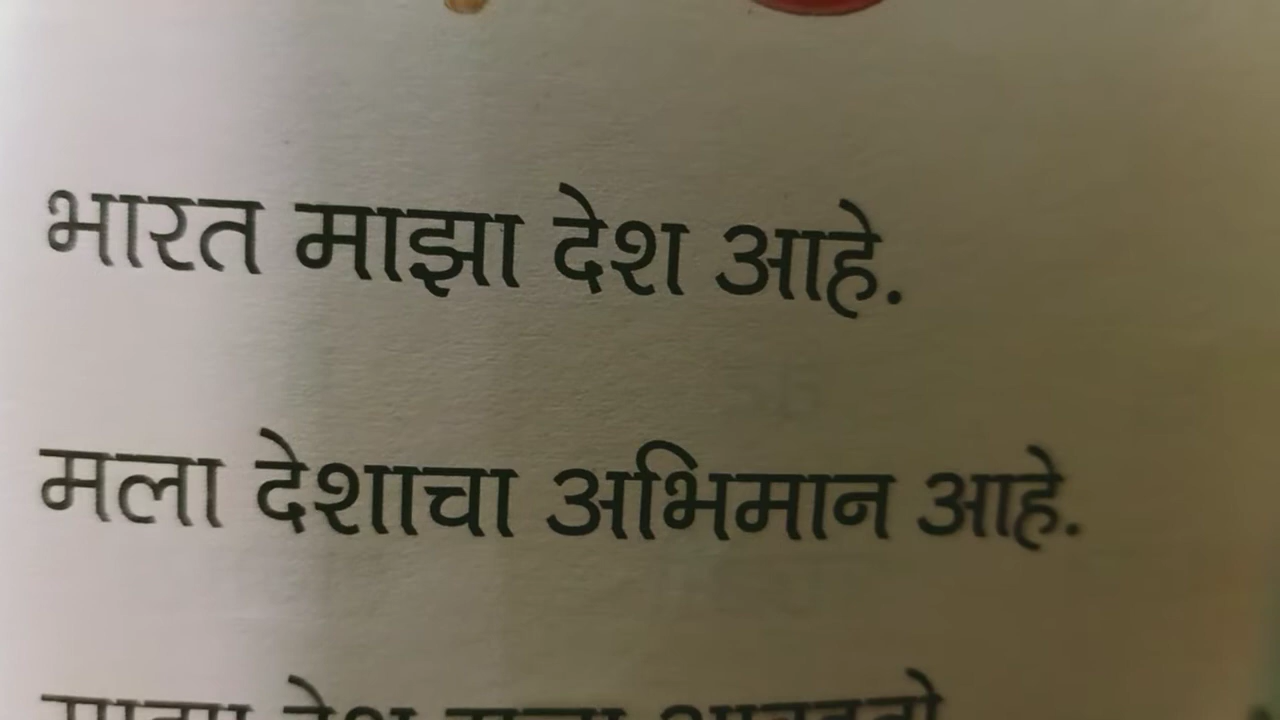 भारत माझा देश आहे.
मला देशाचा अभिमान आहे.